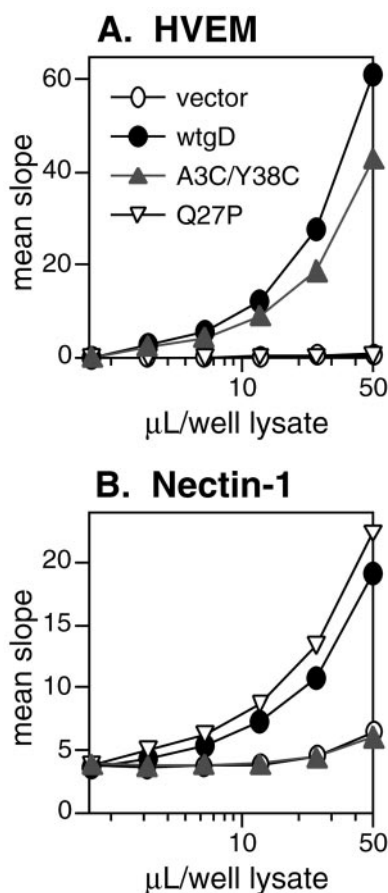 A. HVEM
60
40
20
0
mean slope
vector
wtgD
A3C/Y38C
Q27P
10
50
μL/well lysate
B. Nectin-1
20
15
10
5
0
mean slope
10
50
μL/well lysate